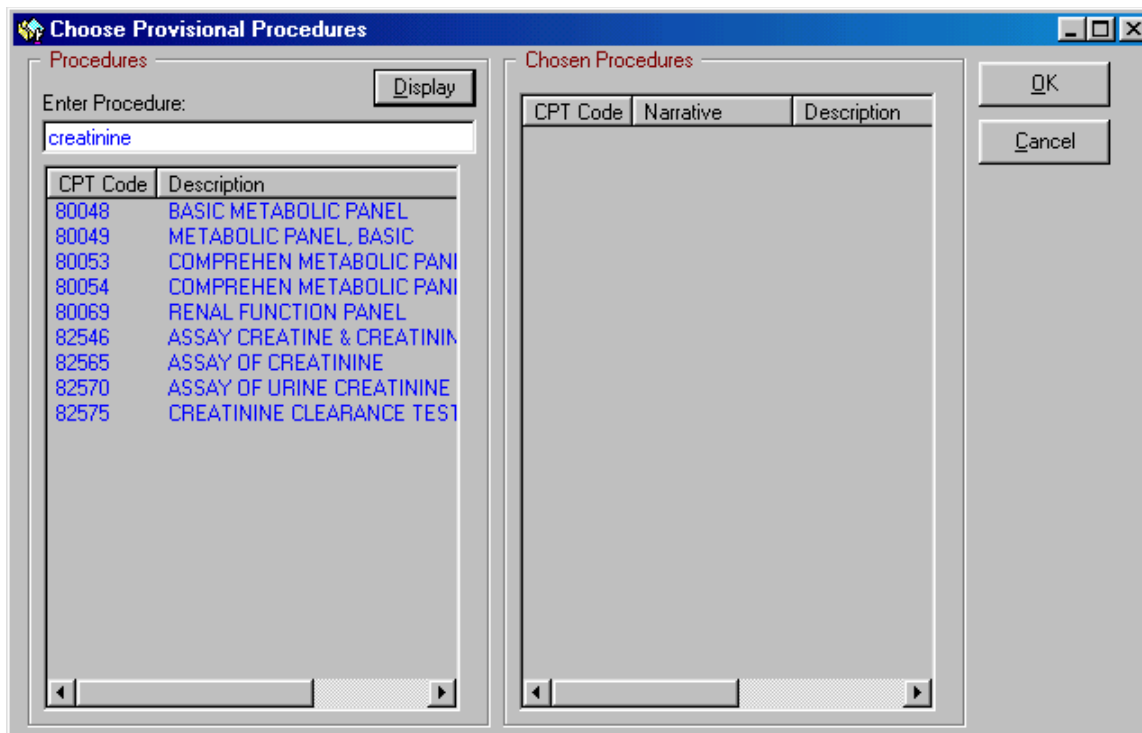 Choose Provisional Procedures
Procedures
Display
Enter Procedure:
creatinine
CPT Code Description
80048 BASIC METABOLIC PANEL
80049 METABOLIC PANEL, BASIC
80053 COMPREHEN METABOLIC PANI
80054 COMPREHEN METABOLIC PANI
80069 RENAL FUNCTION PANEL
82546 ASSAY CREATINE & CREATININ
82565 ASSAY OF CREATININE
82570 ASSAY OF URINE CREATININE
82575 CREATININE CLEARANCE TEST
Chosen Procedures
CPT Code Narrative Description
OK
Cancel